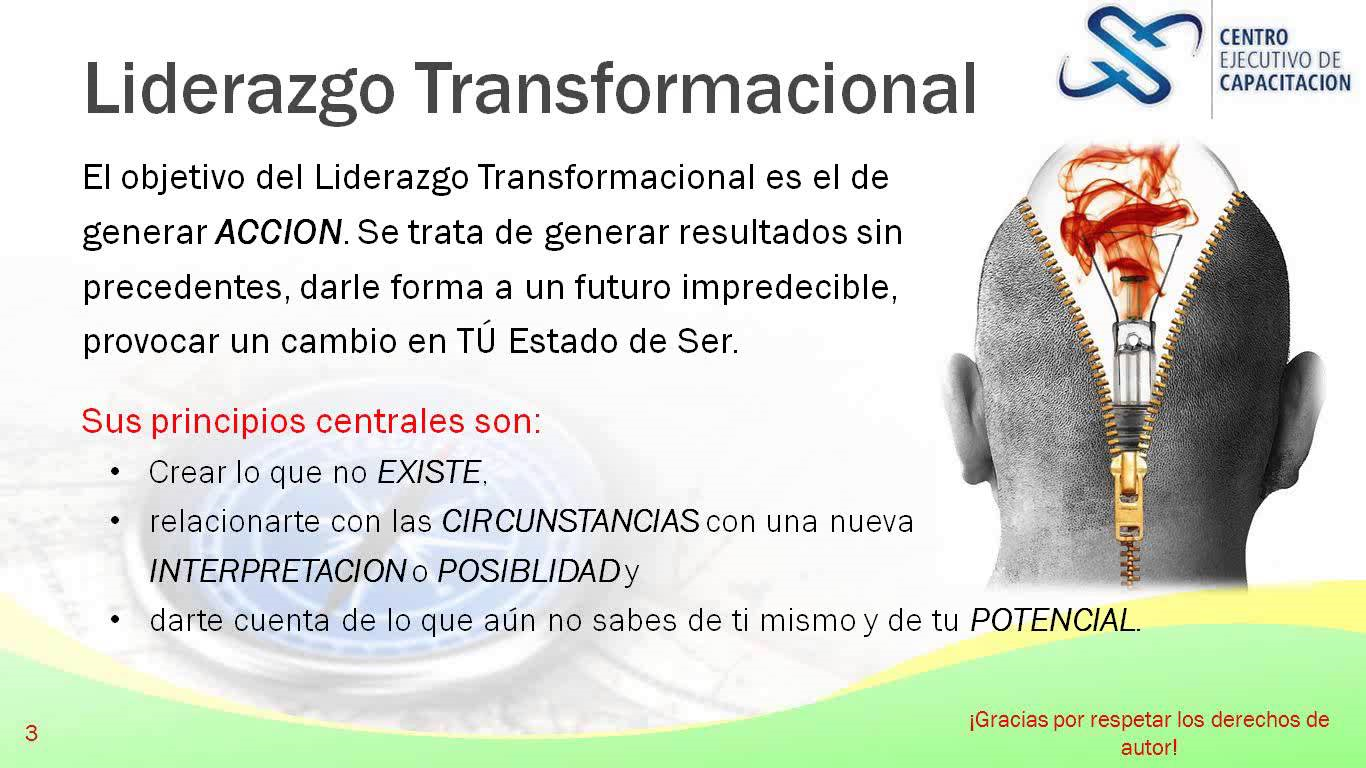 CENTRO
EJECUTIVO DE
CAPACITACION
Liderazgo Transformacional
El objetivo del Liderazgo Transformacional es el de
generar ACCION. Se trata de generar resultados sin
precedentes, darle forma a un futuro impredecible,
provocar un cambio en TÚ Estado de Ser.
Sus principios centrales son:
• Crear lo que no EXISTE,
• relacionarte con las CIRCUNSTANCIAS con una nueva
INTERPRETACION o POSIBLIDAD y
• darte cuenta de lo que aún no sabes de ti mismo y de tu POTENCIAL.
3
¡Gracias por respetar los derechos de
autor!